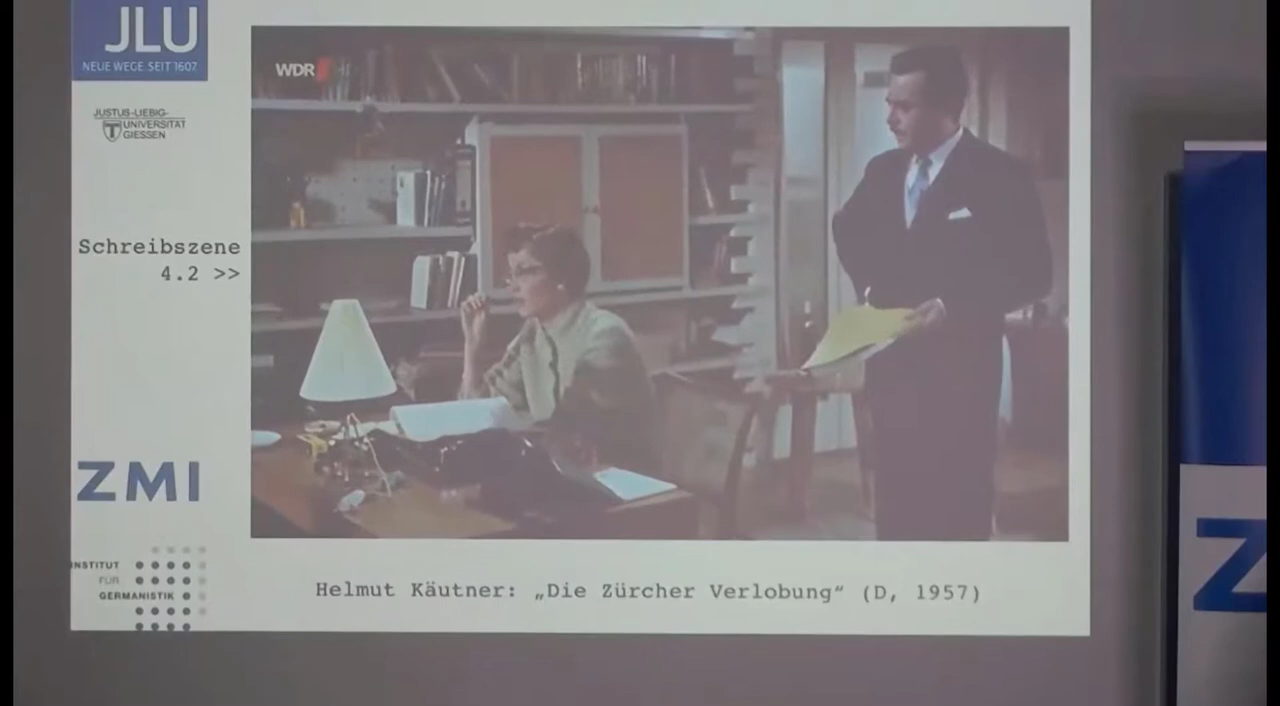 JLU
NEUE WEGE SEIT 1607
JUSTUS-LIEBIG-
UNIVERSITÄT
GIESSEN
WDR
Schreibszene
4.2 >>
ZMI
INSTITUT
FÜR
GERMANISTIK
Helmut Käutner: „Die Zürcher Verlobung“ (D, 1957)
Z